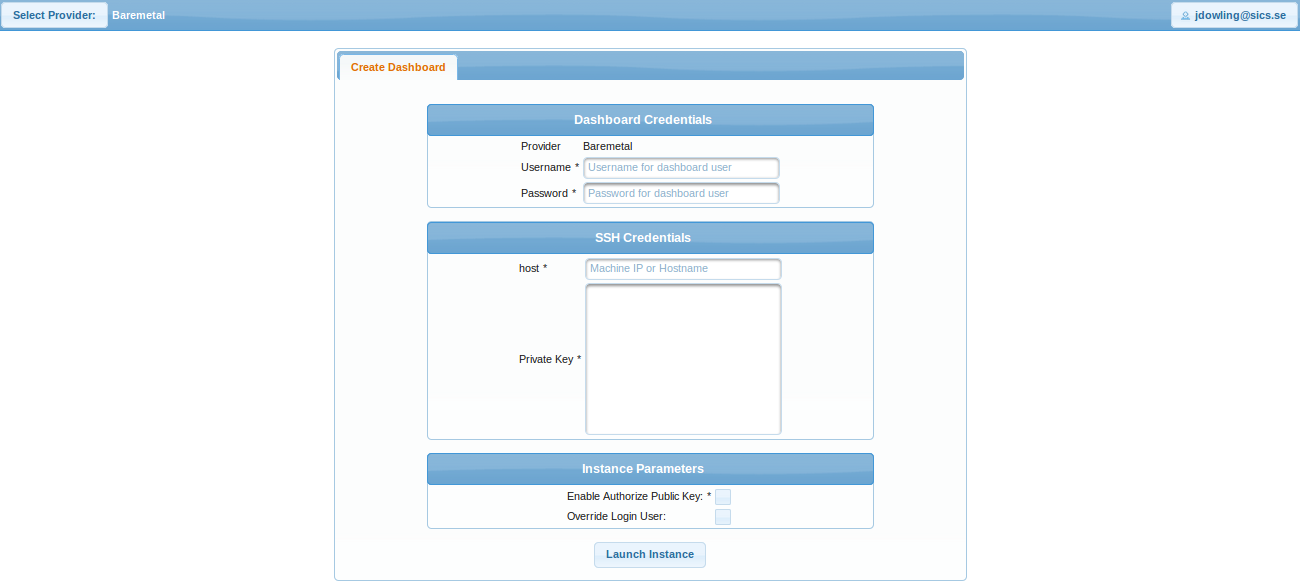 Select Provider: Baremetal jdowling@sics.se
Create Dashboard
Dashboard Credentials
Provider Baremetal
Username * Username for dashboard user
Password * Password for dashboard user
SSH Credentials
host * Machine IP or Hostname
Private Key *
Instance Parameters
Enable Authorize Public Key: *
Override Login User:
Launch Instance